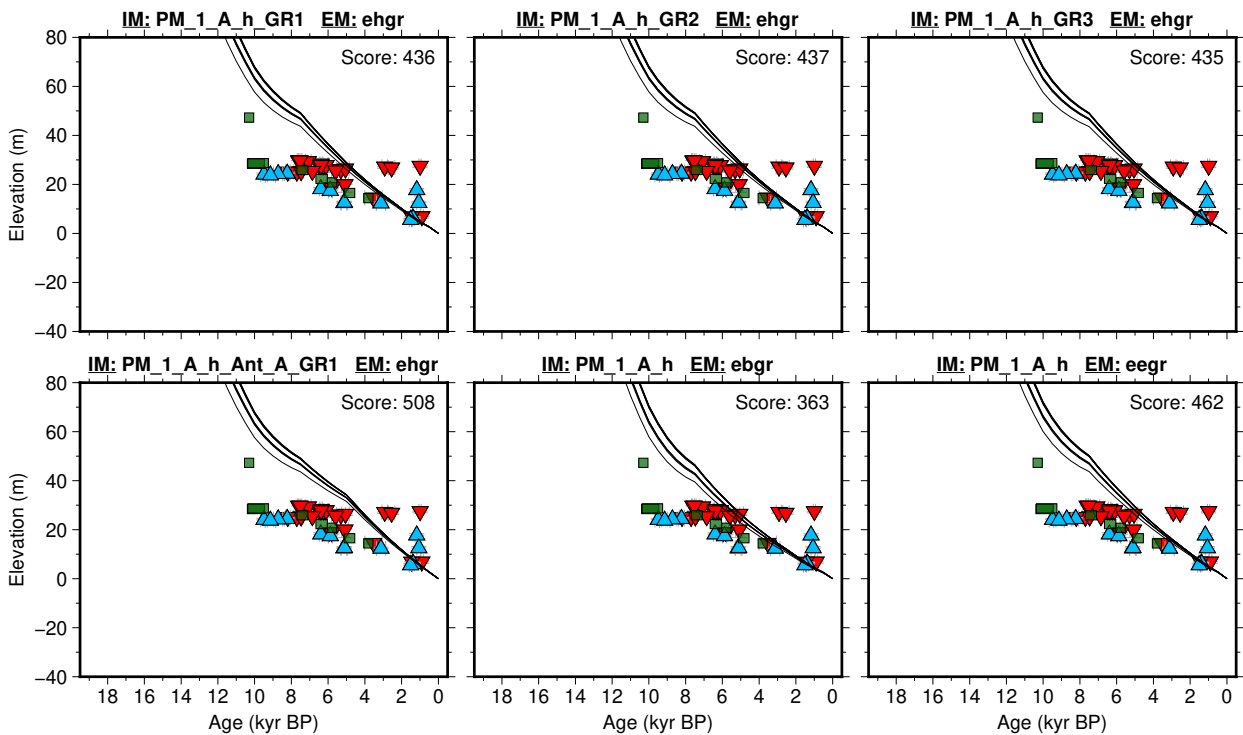 IM: PM_1_A_h_GR1 EM: ehgr
IM: PM_1_A_h_GR2 EM: ehgr
IM: PM_1_A_h_GR3 EM: ehgr
80
60
40
20
0
−20
−40
Elevation (m)
Score: 436
Score: 437
Score: 435
IM: PM_1_A_h_Ant_A_GR1 EM: ehgr
IM: PM_1_A_h EM: ebgr
IM: PM_1_A_h EM: eegr
80
60
40
20
0
−20
−40
Elevation (m)
Score: 508
Score: 363
Score: 462
18 16 14 12 10 8 6 4 2 0
18 16 14 12 10 8 6 4 2 0
18 16 14 12 10 8 6 4 2 0
Age (kyr BP)
Age (kyr BP)
Age (kyr BP)